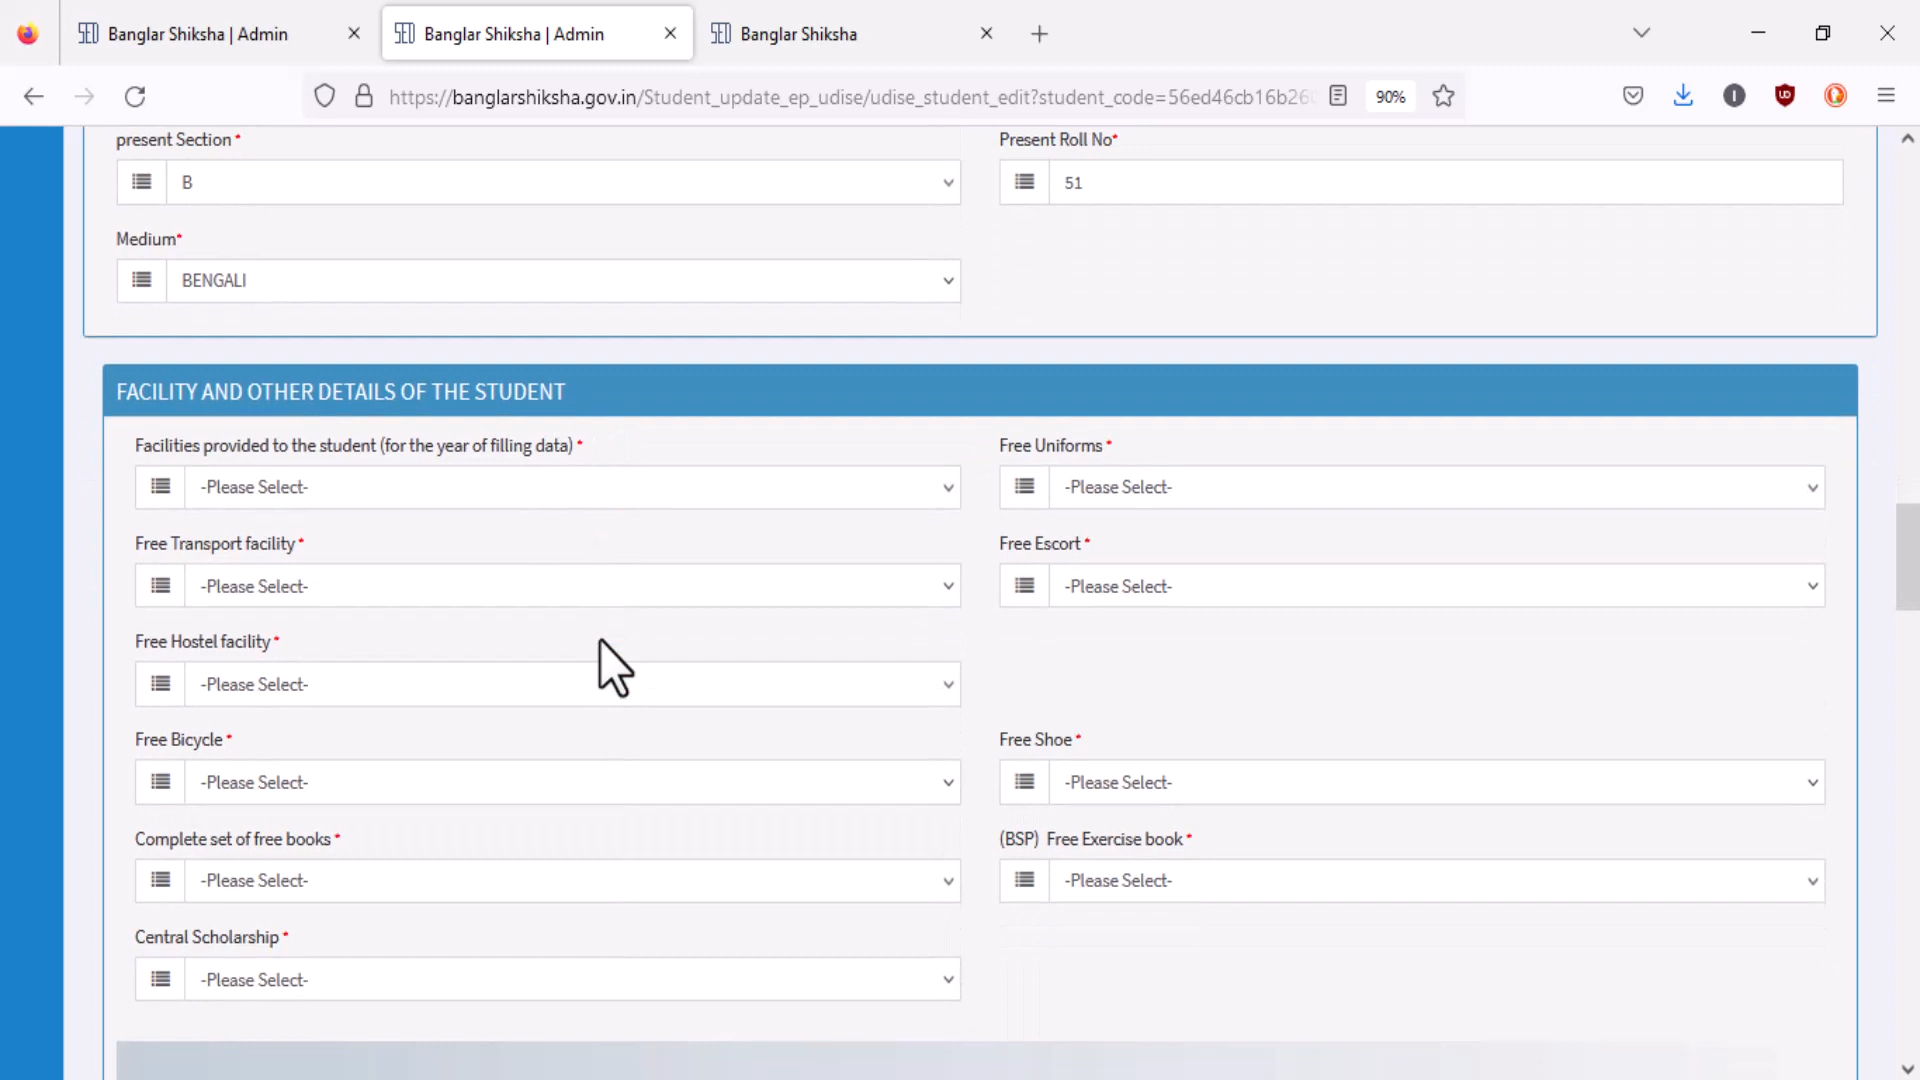 Banglar Shiksha | Admin
Banglar Shiksha | Admin
Banglar Shiksha
https://banglarshiksha.gov.in/Student_update_ep_udise/udise_student_edit?student_code=56ed46cb16b260
90%
present Section *
Present Roll No*
B
51
Medium*
BENGALI
FACILITY AND OTHER DETAILS OF THE STUDENT
Facilities provided to the student (for the year of filling data) *
Free Uniforms *
-Please Select-
-Please Select-
Free Transport facility *
Free Escort *
-Please Select-
-Please Select-
Free Hostel facility *
-Please Select-
Free Bicycle *
Free Shoe *
-Please Select-
-Please Select-
Complete set of free books *
(BSP) Free Exercise book *
-Please Select-
-Please Select-
Central Scholarship *
-Please Select-